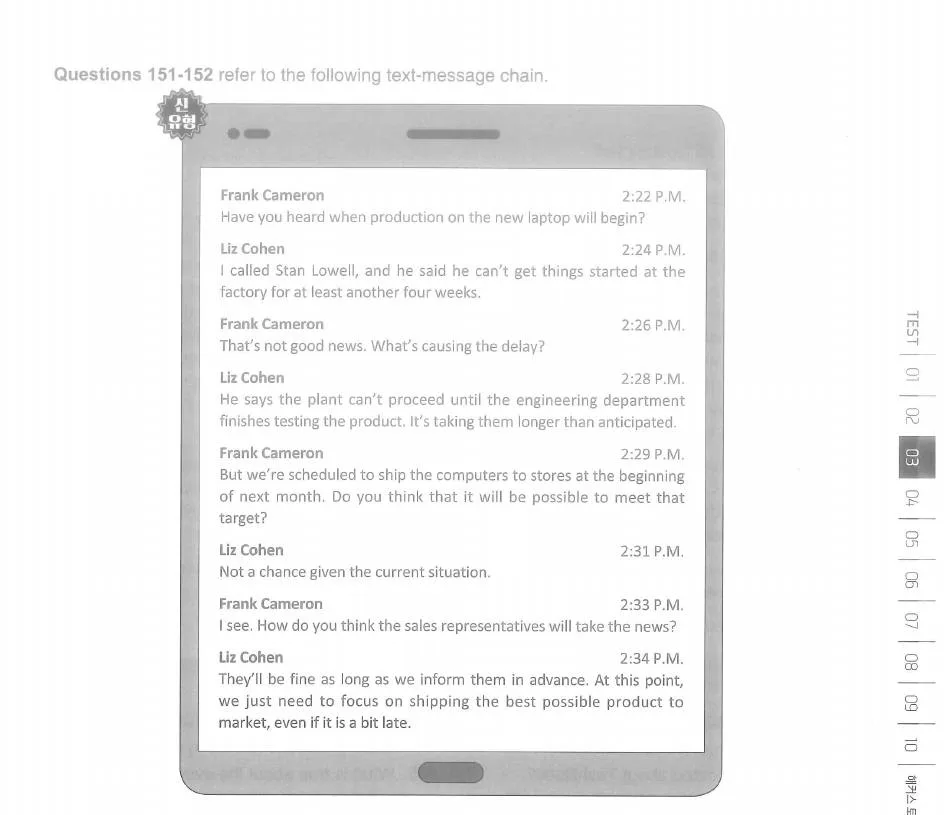 Questions 151-152 refer to the following text-message chain.
신
유형
Frank Cameron 2:22 P.M.
Have you heard when production on the new laptop will begin?
Liz Cohen 2:24 P.M.
I called Stan Lowell, and he said he can't get things started at the
factory for at least another four weeks.
Frank Cameron 2:26 P.M.
That's not good news. What's causing the delay?
Liz Cohen 2:28 P.M.
He says the plant can't proceed until the engineering department
finishes testing the product. It's taking them longer than anticipated.
Frank Cameron 2:29 P.M.
But we're scheduled to ship the computers to stores at the beginning
of next month. Do you think that it will be possible to meet that
target?
Liz Cohen 2:31 P.M.
Not a chance given the current situation.
Frank Cameron 2:33 P.M.
I see. How do you think the sales representatives will take the news?
Liz Cohen 2:34 P.M.
They'll be fine as long as we inform them in advance. At this point,
we just need to focus on shipping the best possible product to
market, even if it is a bit late.
TEST
01
02
03
04
05
06
07
08
09
10
해커스 토